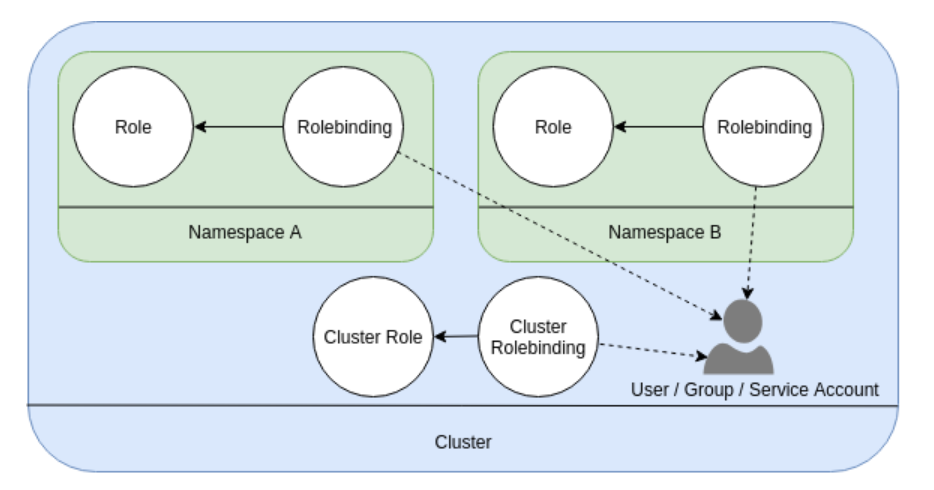 Role
Rolebinding
Role
Rolebinding
Namespace A
Namespace B
Cluster Role
Cluster
Rolebinding
User / Group / Service Account
Cluster